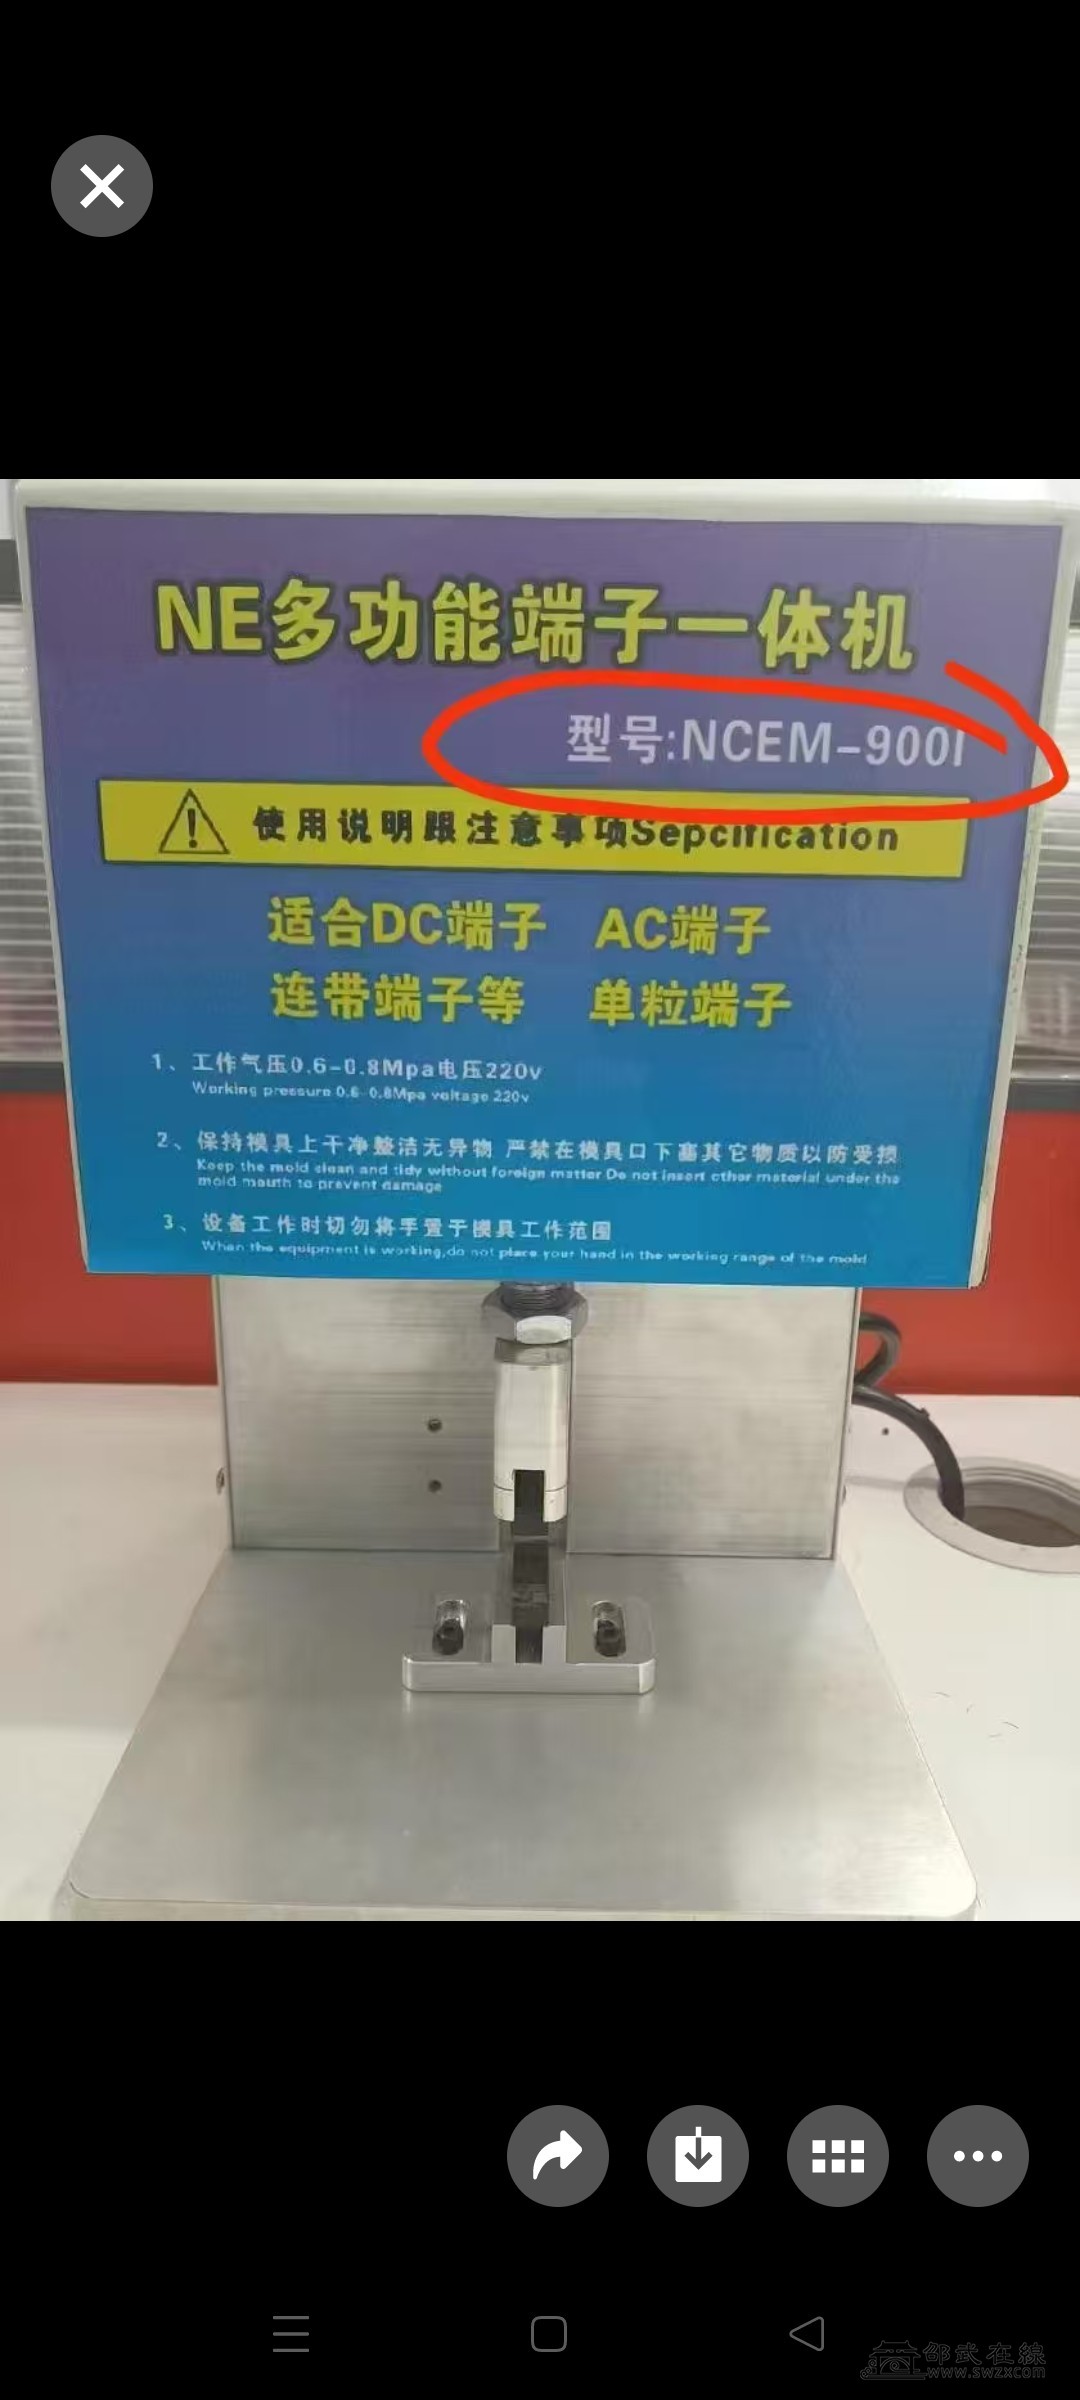 NE多功能端子一体机
型号:NCEM-900I
使用说明跟注意事项Sepcification
适合DC端子 AC端子
连带端子等 单粒端子
1、工作气压0.6-0.8Mpa电压220v
Working pressure 0.6-0.8Mpa voltage 220v
2、保持模具上干净整洁无异物 严禁在模具口下塞其它物质以防受损
Keep the mold clean and tidy without foreign matter Do not insert other material under the
mold mouth to prevent damage
3、设备工作时切勿将手置于模具工作范围
When the equipment is working,do not place your hand in the working range of the mold
邵武在線
www.swzx.com